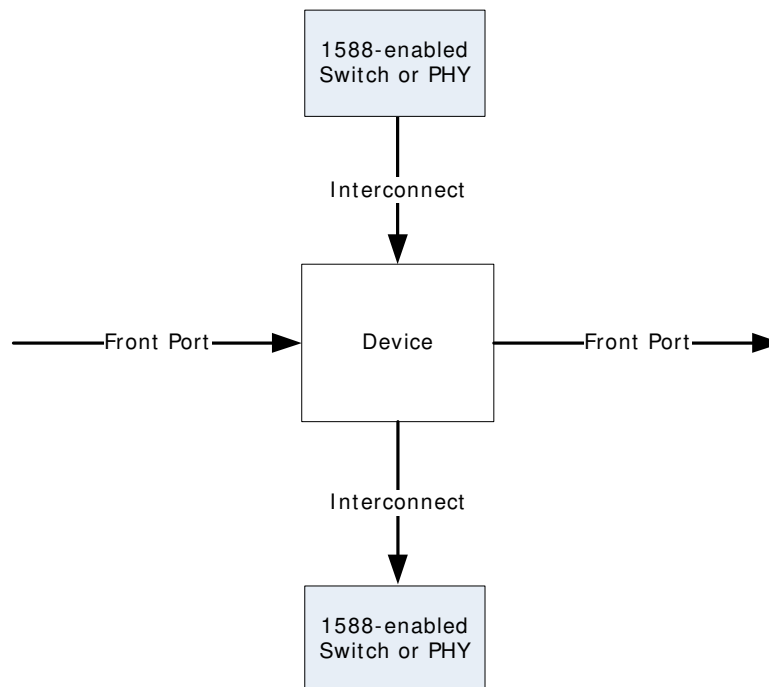 1588-enabled
Switch or PHY
Interconnect
Front Port
Device
Front Port
Interconnect
1588-enabled
Switch or PHY